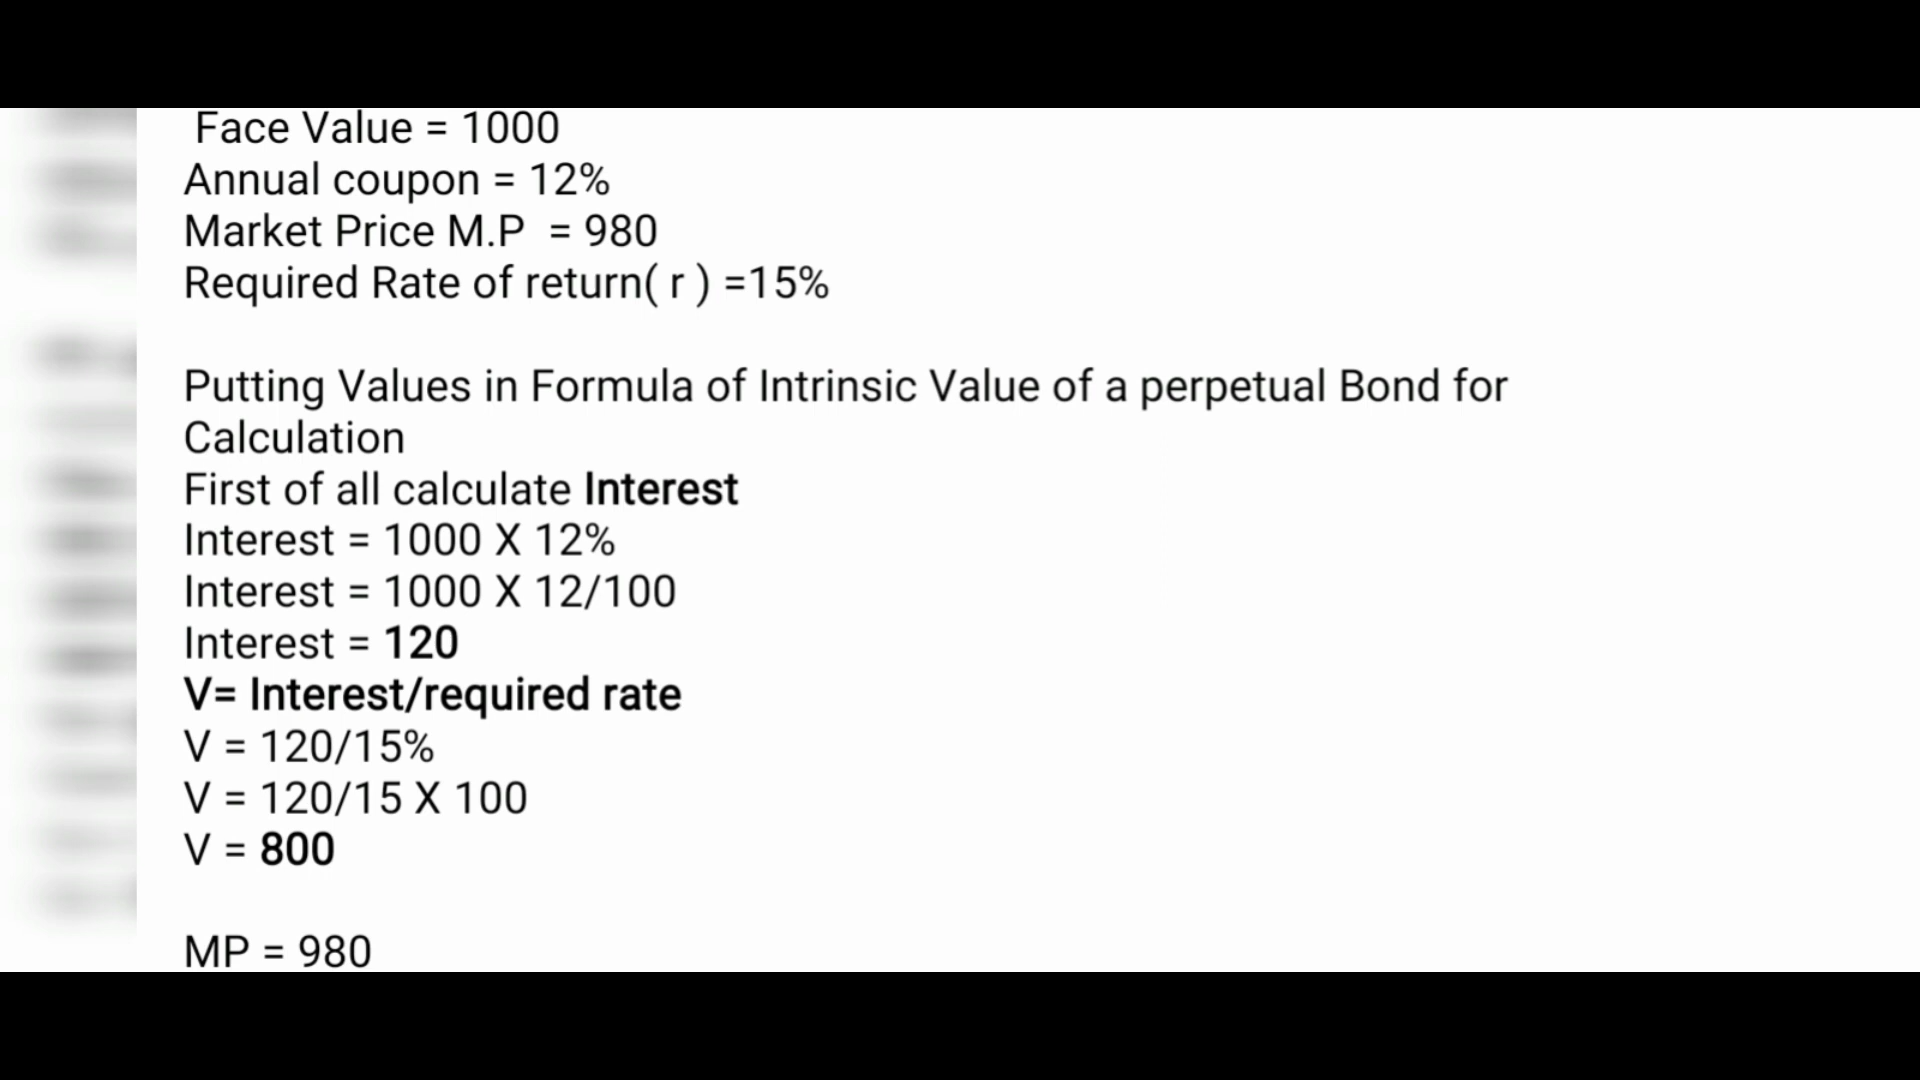 Face Value = 1000
Annual coupon = 12%
Market Price M.P = 980
Required Rate of return( r ) =15%
Putting Values in Formula of Intrinsic Value of a perpetual Bond for
Calculation
First of all calculate Interest
Interest = 1000 X 12%
Interest = 1000 X 12/100
Interest = 120
V= Interest/required rate
V = 120/15%
V = 120/15 X 100
V = 800
MP = 980